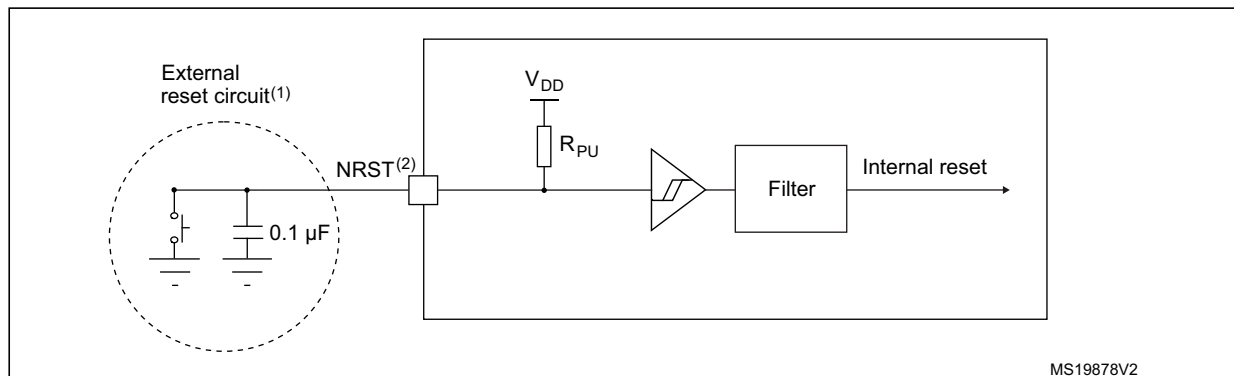 External
reset circuit(1)
VDD
RPU
NRST(2)
Filter
Internal reset
0.1 µF
MS19878V2